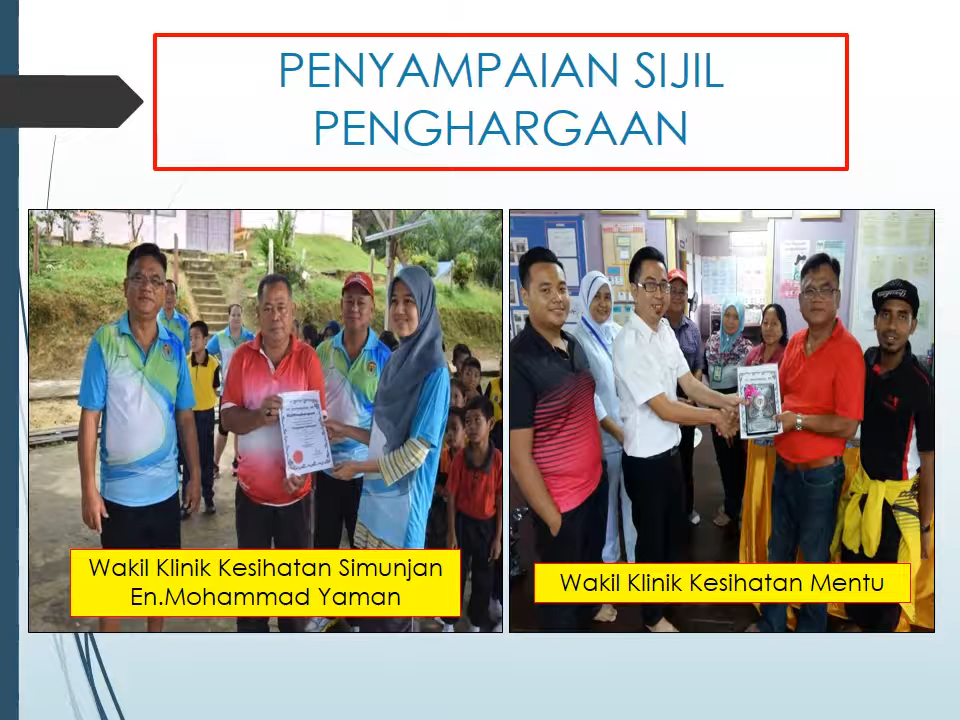 PENYAMPAIAN SIJIL
PENGHARGAAN
Wakil Klinik Kesihatan Simunjan
En.Mohammad Yaman
Wakil Klinik Kesihatan Mentu